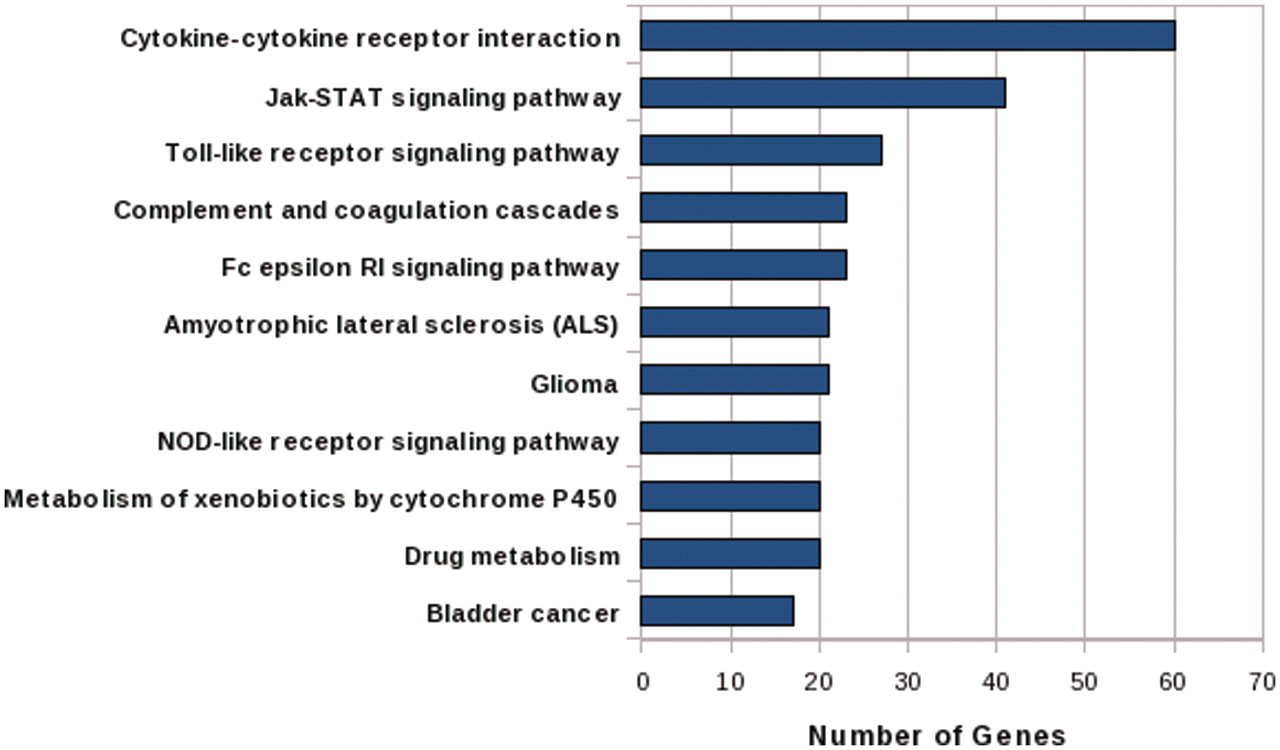 Cytokine-cytokine receptor interaction
Jak-STAT signaling pathway
Toll-like receptor signaling pathway
Complement and coagulation cascades
Fc epsilon RI signaling pathway
Amyotrophic lateral sclerosis (ALS)
Glioma
NOD-like receptor signaling pathway
Metabolism of xenobiotics by cytochrome P450
Drug metabolism
Bladder cancer
0 10 20 30 40 50 60 70
Number of Genes